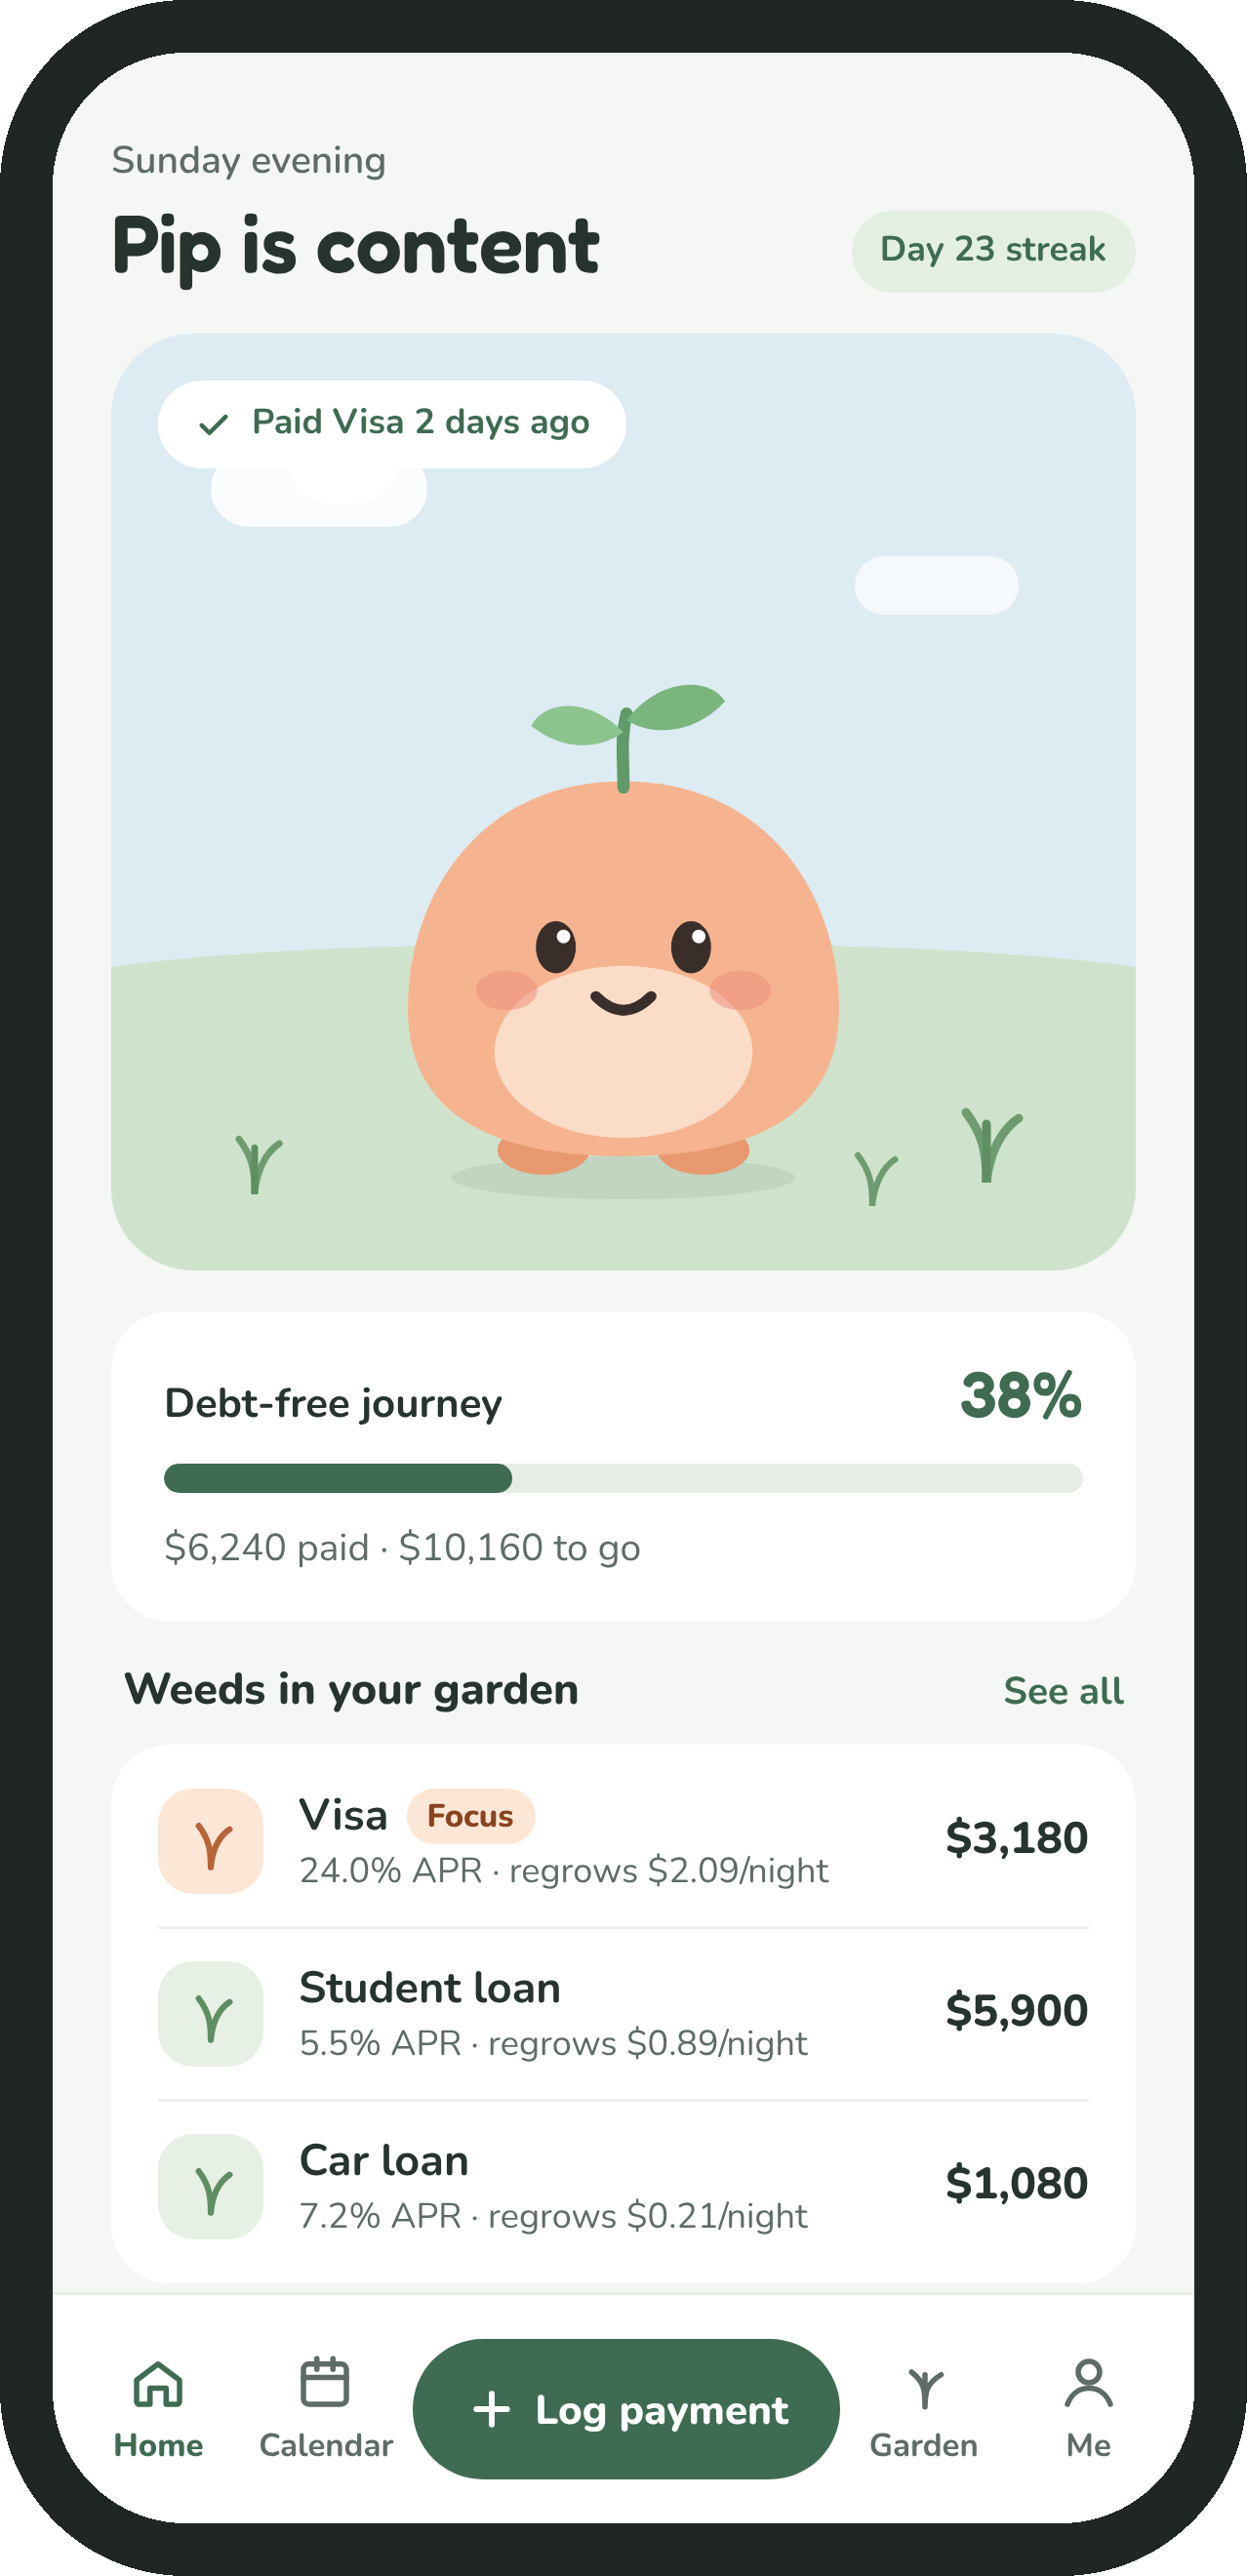 Sunday evening
Pip is content
Day 23 streak
Paid Visa 2 days ago
Debt-free journey
38%
$6,240 paid · $10,160 to go
Weeds in your garden
See all
Visa
Focus
24.0% APR · regrows $2.09/night
$3,180
Student loan
5.5% APR · regrows $0.89/night
$5,900
Car loan
7.2% APR · regrows $0.21/night
$1,080
Home
Calendar
+ Log payment
Garden
Me